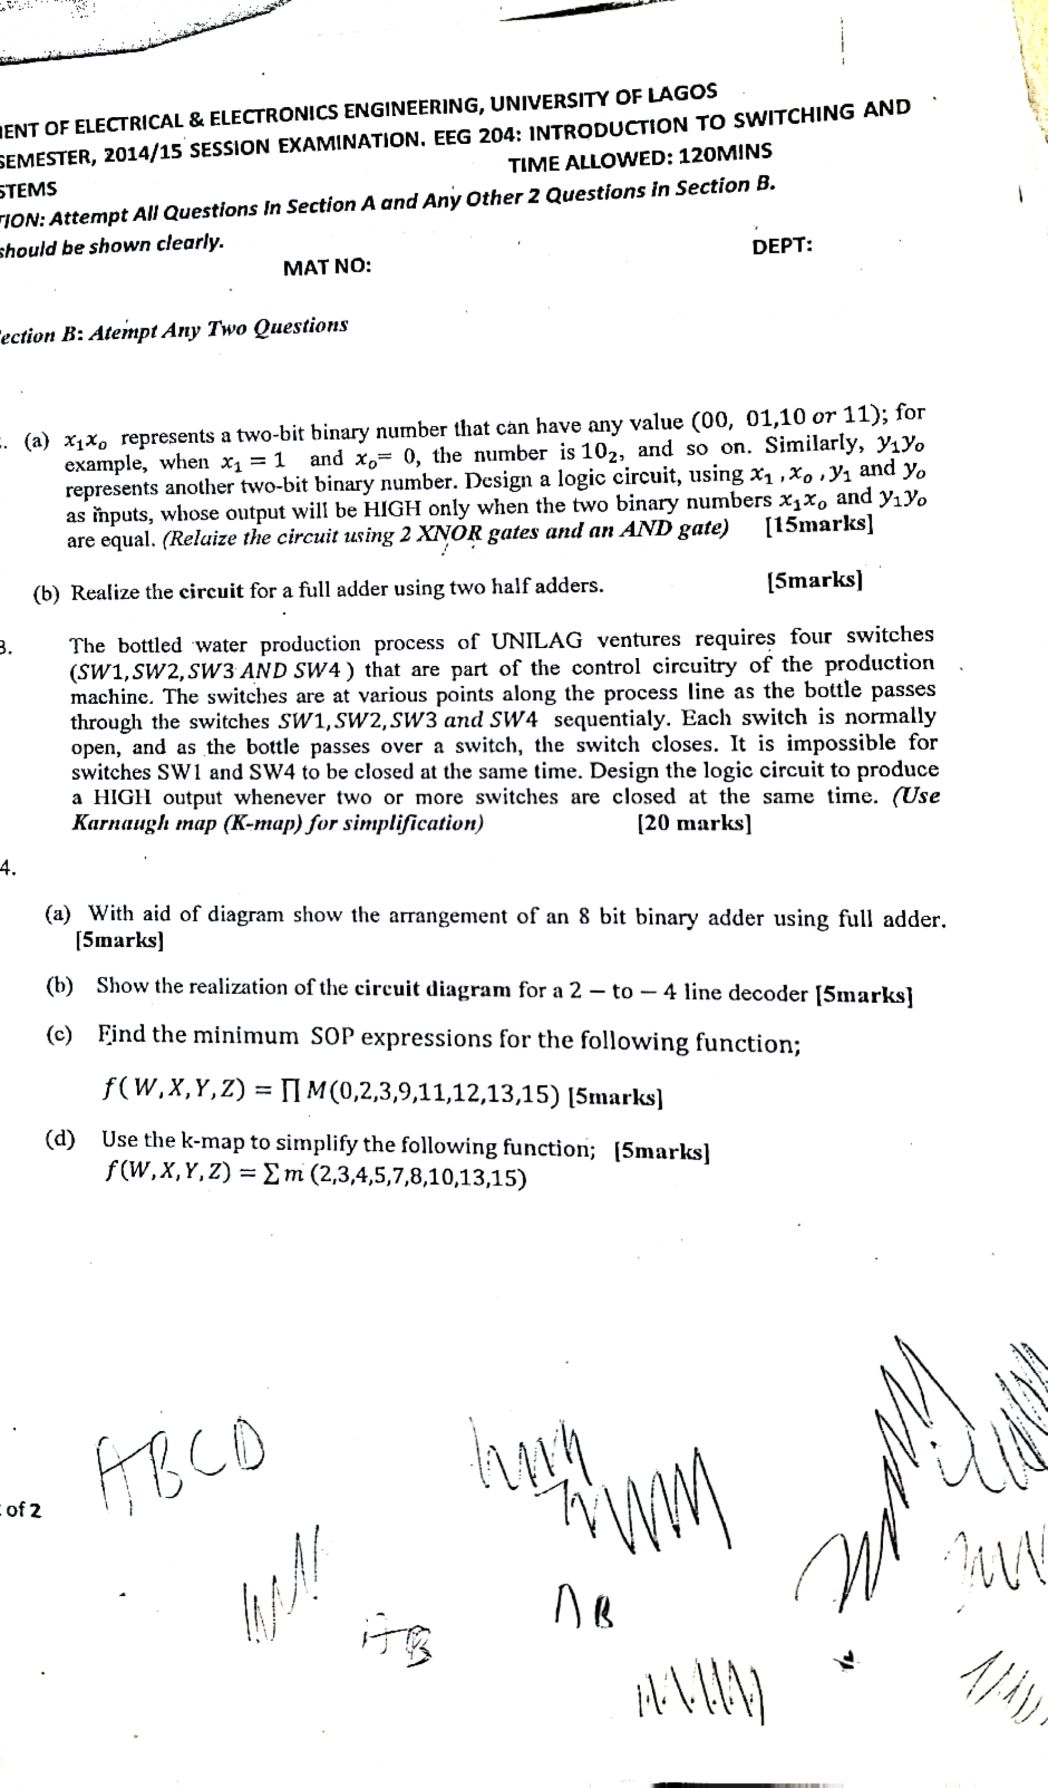 ENT OF ELECTRICAL & ELECTRONICS ENGINEERING, UNIVERSITY OF LAGOS
SEMESTER, 2014/15 SESSION EXAMINATION. EEG 204: INTRODUCTION TO SWITCHING AND
STEMS TIME ALLOWED: 120MINS
TION: Attempt All Questions In Section A and Any Other 2 Questions in Section B.
should be shown clearly.
MAT NO: DEPT:
ection B: Atempt Any Two Questions
. (a) x₁xₒ represents a two-bit binary number that can have any value (00, 01,10 or 11); for
example, when x₁ = 1 and xₒ= 0, the number is 10₂, and so on. Similarly, y₁yₒ
represents another two-bit binary number. Design a logic circuit, using x₁ ,xₒ ,y₁ and yₒ
as inputs, whose output will be HIGH only when the two binary numbers x₁xₒ and y₁yₒ
are equal. (Relaize the circuit using 2 XNOR gates and an AND gate) [15marks]
(b) Realize the circuit for a full adder using two half adders. [5marks]
3. The bottled water production process of UNILAG ventures requires four switches
(SW1,SW2,SW3 AND SW4 ) that are part of the control circuitry of the production
machine. The switches are at various points along the process line as the bottle passes
through the switches SW1,SW2,SW3 and SW4 sequentialy. Each switch is normally
open, and as the bottle passes over a switch, the switch closes. It is impossible for
switches SW1 and SW4 to be closed at the same time. Design the logic circuit to produce
a HIGH output whenever two or more switches are closed at the same time. (Use
Karnaugh map (K-map) for simplification) [20 marks]
4.
(a) With aid of diagram show the arrangement of an 8 bit binary adder using full adder.
[5marks]
(b) Show the realization of the circuit diagram for a 2 – to – 4 line decoder [5marks]
(c) Find the minimum SOP expressions for the following function;
f(W,X,Y,Z) = ∏ M(0,2,3,9,11,12,13,15) [5marks]
(d) Use the k-map to simplify the following function; [5marks]
f(W,X,Y,Z) = ∑ m (2,3,4,5,7,8,10,13,15)
ABCD
of 2
AB
AB